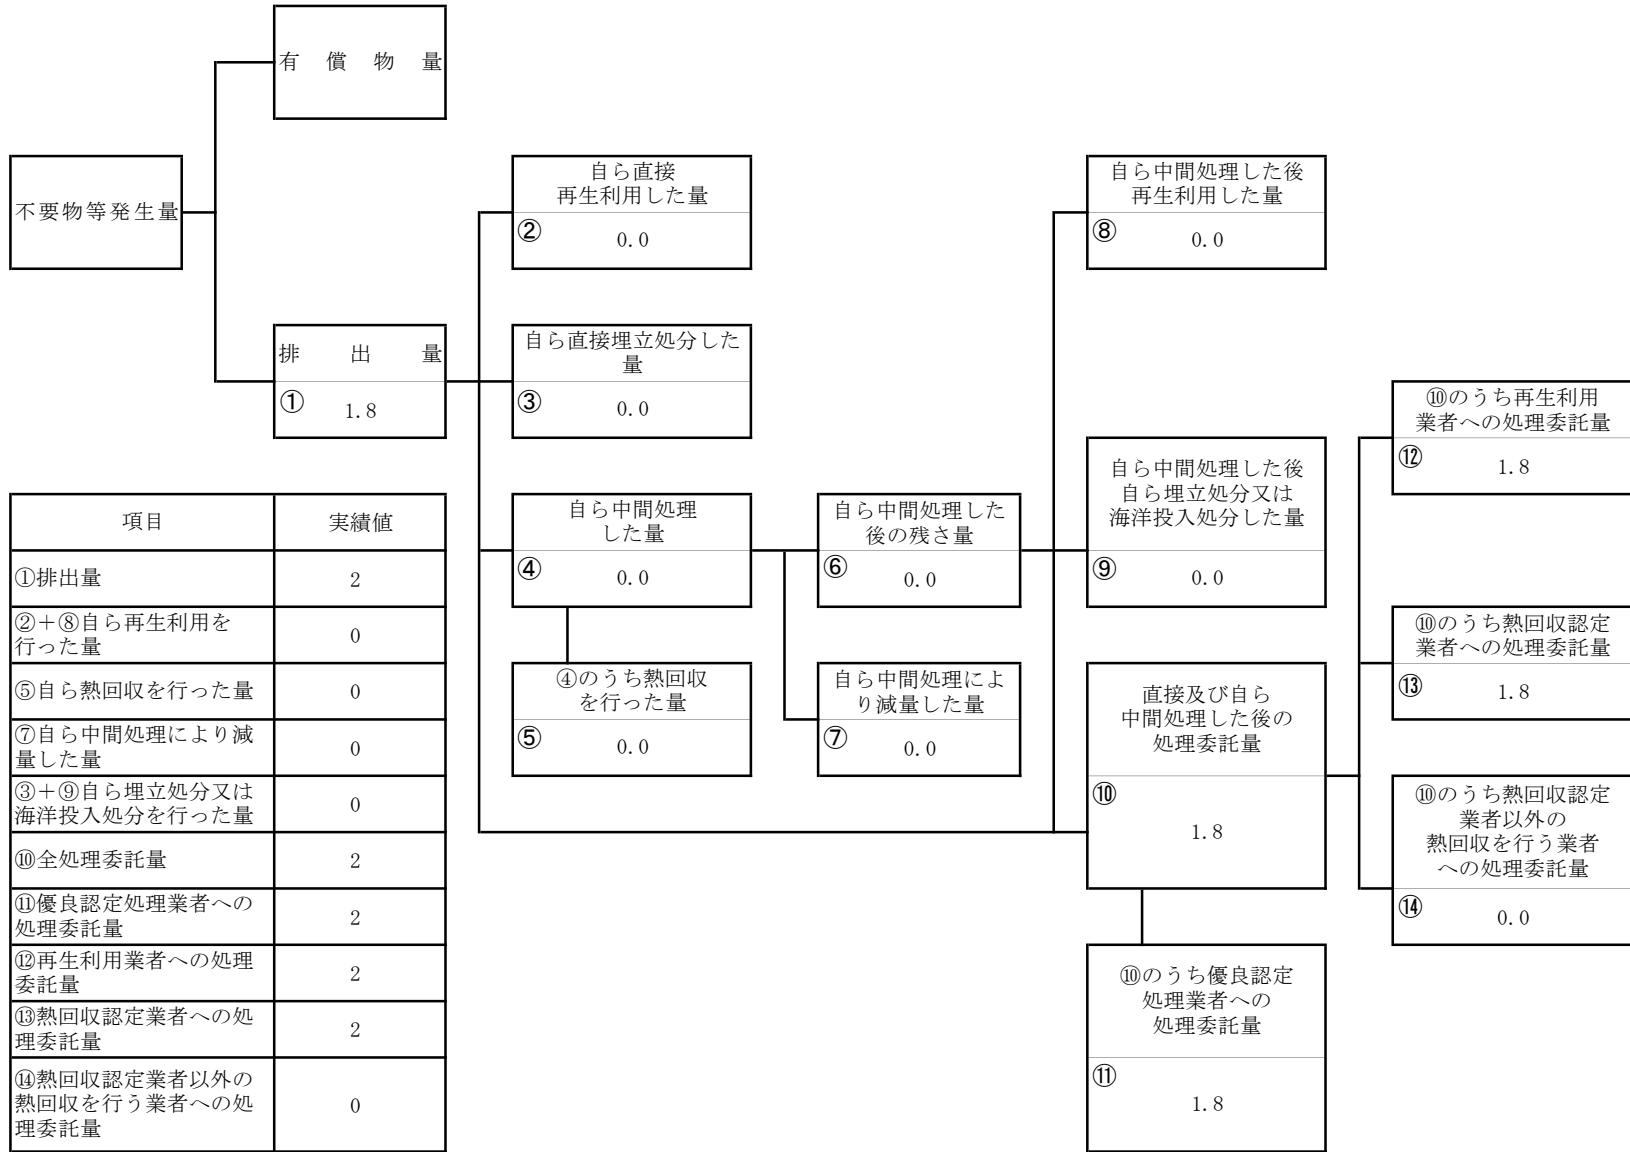 有償物量
不要物等発生量
排出量
① 1.8
自ら直接
再生利用した量
② 0.0
自ら直接埋立処分した
量
③ 0.0
自ら中間処理
した量
④ 0.0
④のうち熱回収
を行った量
⑤ 0.0
自ら中間処理した
後の残さ量
⑥ 0.0
自ら中間処理によ
り減量した量
⑦ 0.0
自ら中間処理した後
再生利用した量
⑧ 0.0
自ら中間処理した後
自ら埋立処分又は
海洋投入処分した量
⑨ 0.0
直接及び自ら
中間処理した後の
処理委託量
⑩
1.8
⑩のうち優良認定
処理業者への
処理委託量
⑪
1.8
⑩のうち再生利用
業者への処理委託量
⑫ 1.8
⑩のうち熱回収認定
業者への処理委託量
⑬ 1.8
⑩のうち熱回収認定
業者以外の
熱回収を行う業者
への処理委託量
⑭ 0.0
項目 実績値
①排出量 2
②+⑧自ら再生利用を
行った量 0
⑤自ら熱回収を行った量 0
⑦自ら中間処理により減
量した量 0
③+⑨自ら埋立処分又は
海洋投入処分を行った量 0
⑩全処理委託量 2
⑪優良認定処理業者への
処理委託量 2
⑫再生利用業者への処理
委託量 2
⑬熱回収認定業者への処
理委託量 2
⑭熱回収認定業者以外の
熱回収を行う業者への処
理委託量 0